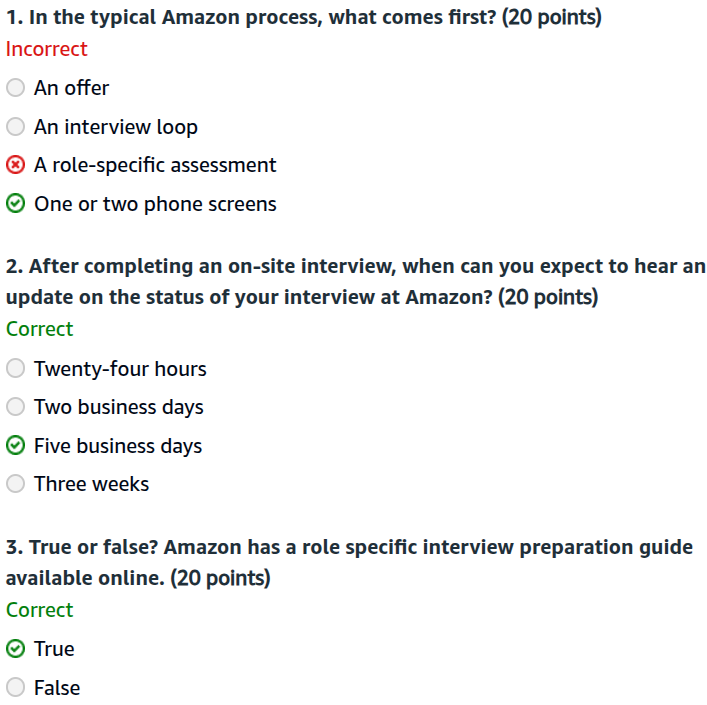 1. In the typical Amazon process, what comes first? (20 points)
Incorrect
An offer
An interview loop
A role-specific assessment
One or two phone screens
2. After completing an on-site interview, when can you expect to hear an
update on the status of your interview at Amazon? (20 points)
Correct
Twenty-four hours
Two business days
Five business days
Three weeks
3. True or false? Amazon has a role specific interview preparation guide
available online. (20 points)
Correct
True
False